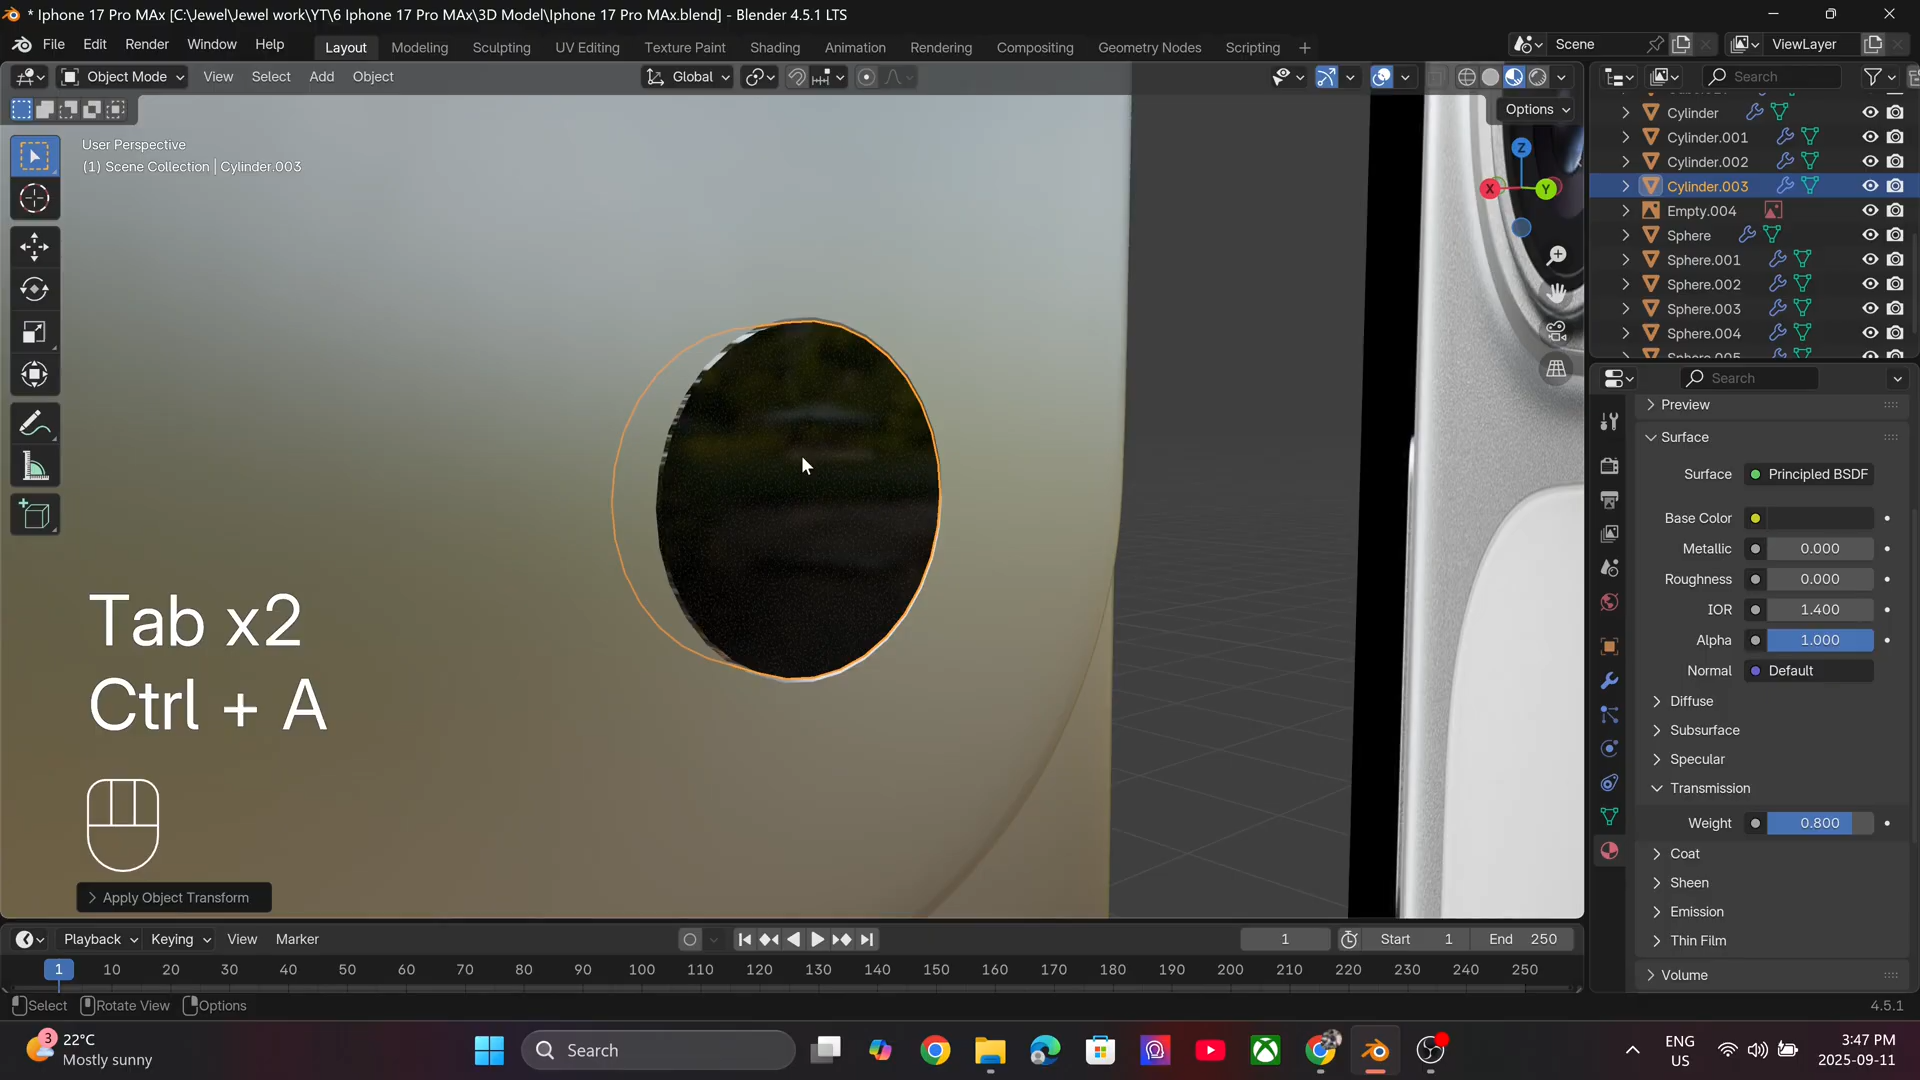 * Iphone 17 Pro MAx [C:\Jewel\Jewel work\YT\6 Iphone 17 Pro MAx\3D Model\Iphone 17 Pro MAx.blend] - Blender 4.5.1 LTS
File Edit Render Window Help
Layout Modeling Sculpting UV Editing Texture Paint Shading Animation Rendering Compositing Geometry Nodes Scripting
Scene
ViewLayer
Object Mode View Select Add Object
Global
Search
Options
User Perspective
(1) Scene Collection | Cylinder.003
Z
X
Y
Cylinder
Cylinder.001
Cylinder.002
Cylinder.003
Empty.004
Sphere
Sphere.001
Sphere.002
Sphere.003
Sphere.004
Sphere.005
Search
Preview
Surface
Surface Principled BSDF
Base Color
Metallic 0.000
Roughness 0.000
IOR 1.400
Alpha 1.000
Normal Default
Diffuse
Subsurface
Specular
Transmission
Weight 0.800
Coat
Sheen
Emission
Thin Film
Volume
Tab x2
Ctrl + A
Apply Object Transform
Playback Keying View Marker
1
Start 1
End 250
1 10 20 30 40 50 60 70 80 90 100 110 120 130 140 150 160 170 180 190 200 210 220 230 240 250
Select Rotate View Options
4.5.1
3
22°C
Mostly sunny
Search
ENG
US
3:47 PM
2025-09-11